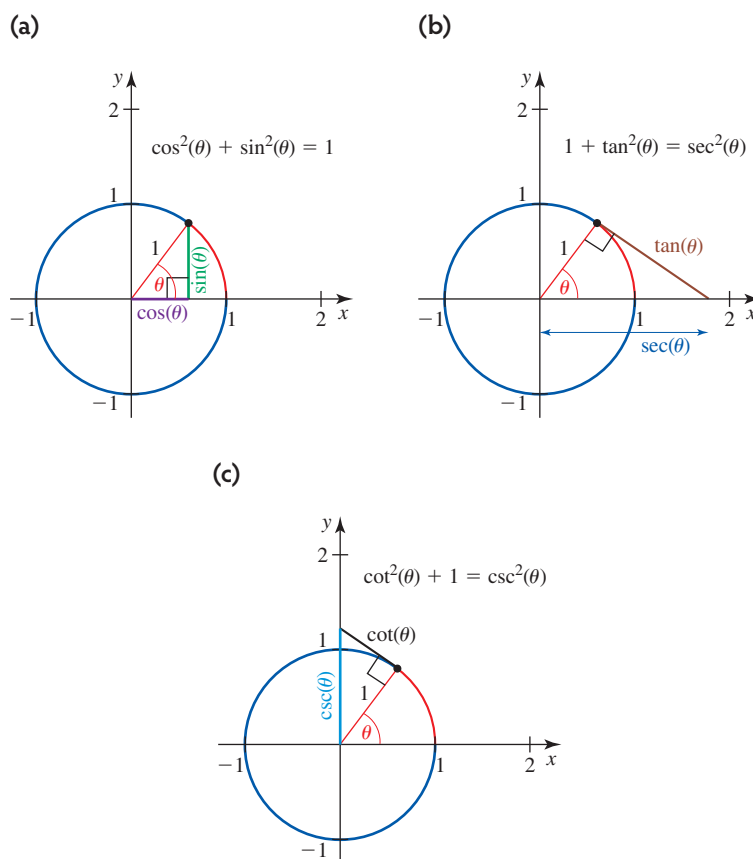 (a)
(b)
y
y
2
2
cos²(θ) + sin²(θ) = 1
1 + tan²(θ) = sec²(θ)
1
1
1
sin(θ)
1
tan(θ)
θ
θ
−1
cos(θ)
1
2
x
−1
1
2
x
sec(θ)
−1
−1
(c)
y
2
cot²(θ) + 1 = csc²(θ)
1
cot(θ)
csc(θ)
1
θ
−1
1
2
x
−1